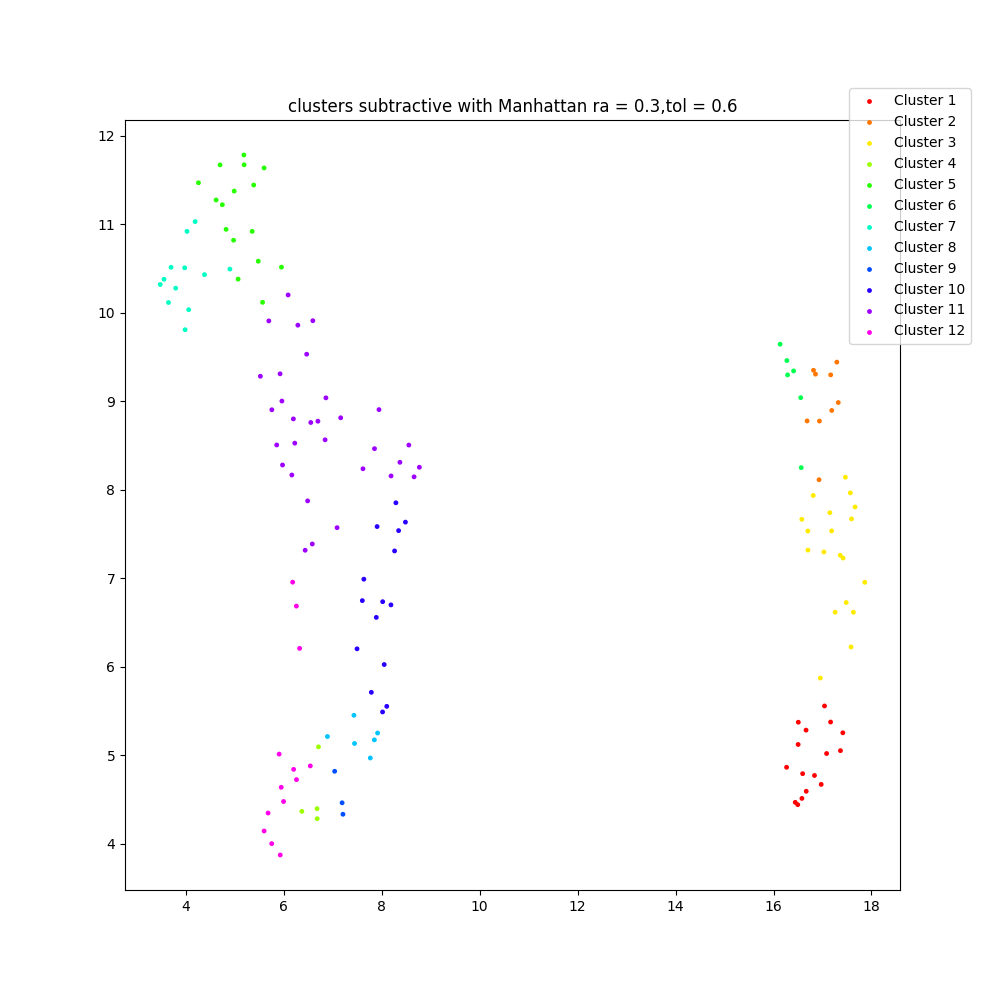 clusters subtractive with Manhattan ra = 0.3,tol = 0.6
Cluster 1
Cluster 2
Cluster 3
Cluster 4
Cluster 5
Cluster 6
Cluster 7
Cluster 8
Cluster 9
Cluster 10
Cluster 11
Cluster 12
12
11
10
9
8
7
6
5
4
4 6 8 10 12 14 16 18